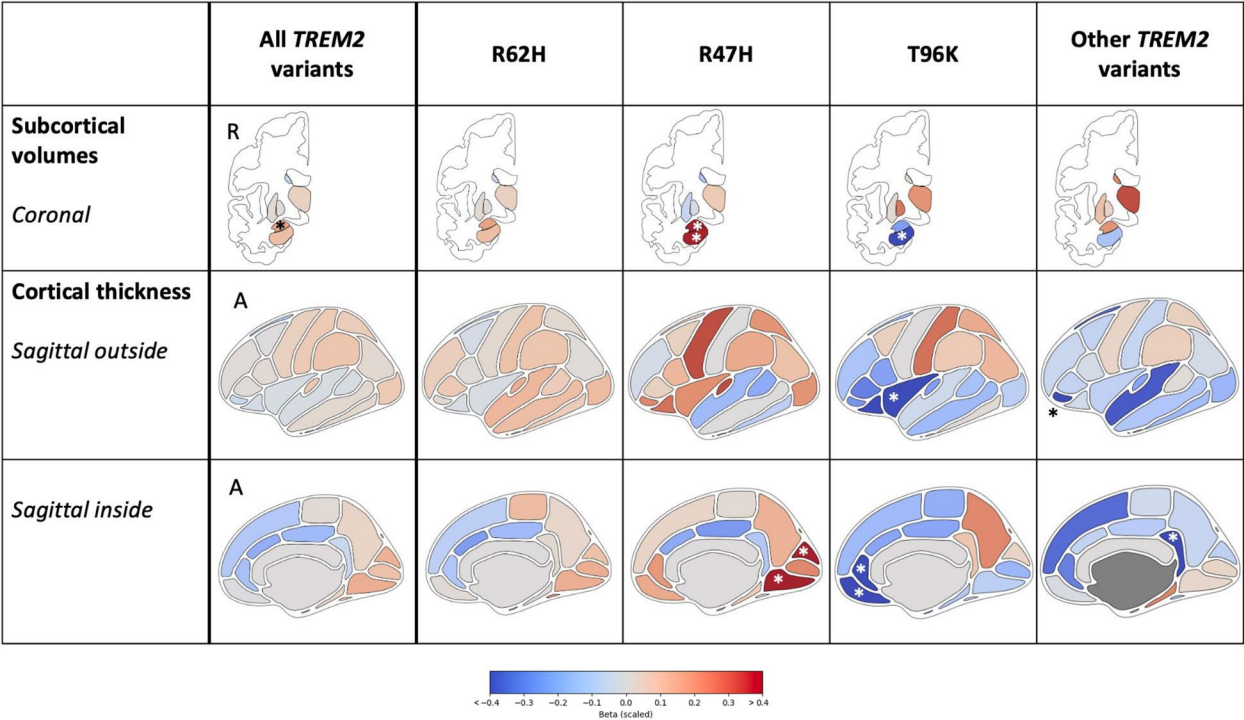 All TREM2
variants
R62H
R47H
T96K
Other TREM2
variants
Subcortical
volumes
Coronal
R
*
*
*
*
Cortical thickness
Sagittal outside
A
*
*
Sagittal inside
A
*
*
*
*
*
< −0.4 −0.3 −0.2 −0.1 0.0 0.1 0.2 0.3 > 0.4
Beta (scaled)